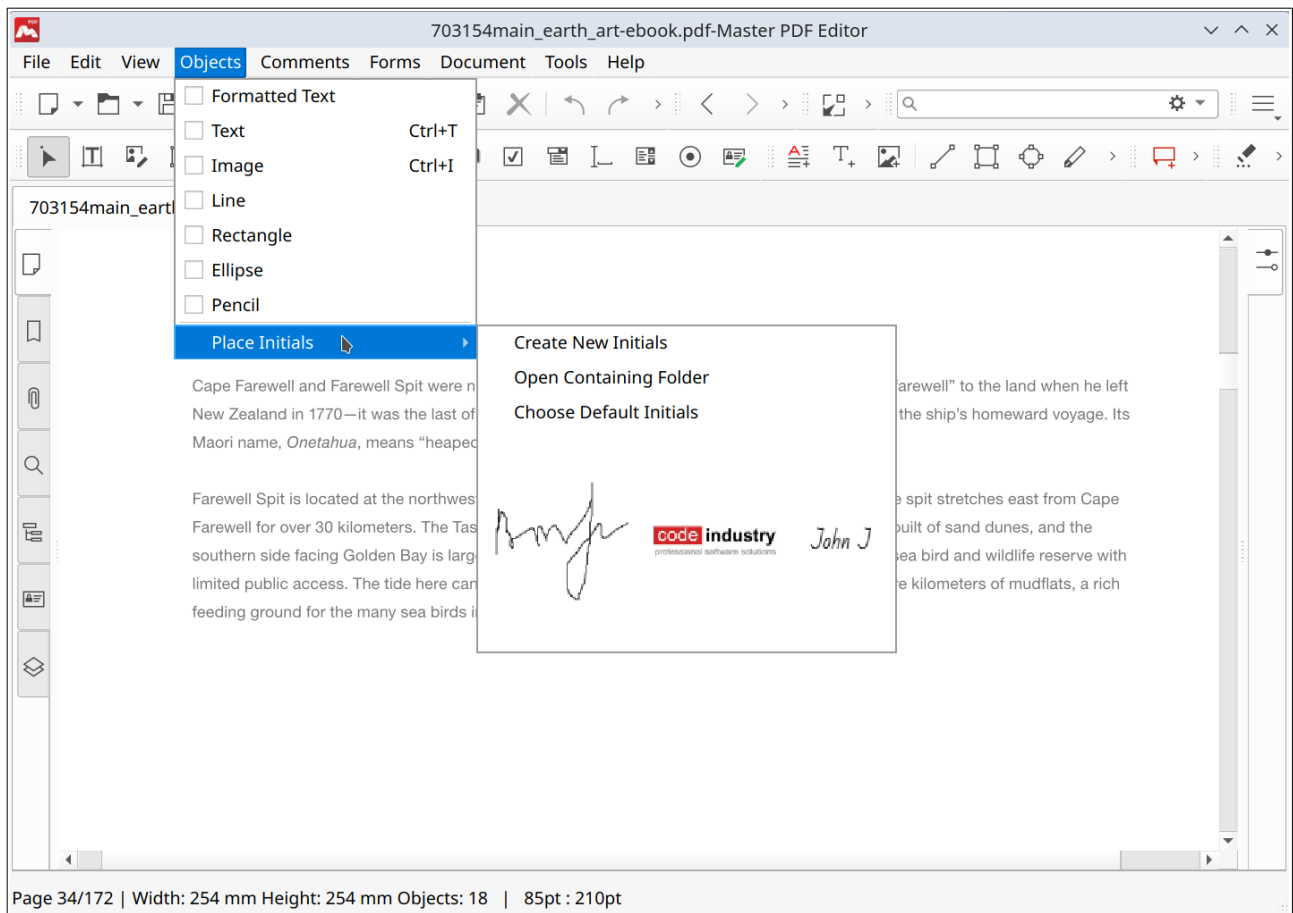 703154main_earth_art-ebook.pdf-Master PDF Editor
File Edit View Objects Comments Forms Document Tools Help
Formatted Text
Text Ctrl+T
Image Ctrl+I
Line
Rectangle
Ellipse
Pencil
Place Initials
Create New Initials
Open Containing Folder
Choose Default Initials
code industry
professional software solutions
John J
703154main_eart
Cape Farewell and Farewell Spit were n arewell” to the land when he left
New Zealand in 1770—it was the last of the ship’s homeward voyage. Its
Maori name, Onetahua, means “heaped
Farewell Spit is located at the northwes e spit stretches east from Cape
Farewell for over 30 kilometers. The Tas built of sand dunes, and the
southern side facing Golden Bay is larg sea bird and wildlife reserve with
limited public access. The tide here can re kilometers of mudflats, a rich
feeding ground for the many sea birds i
Page 34/172 | Width: 254 mm Height: 254 mm Objects: 18 | 85pt : 210pt